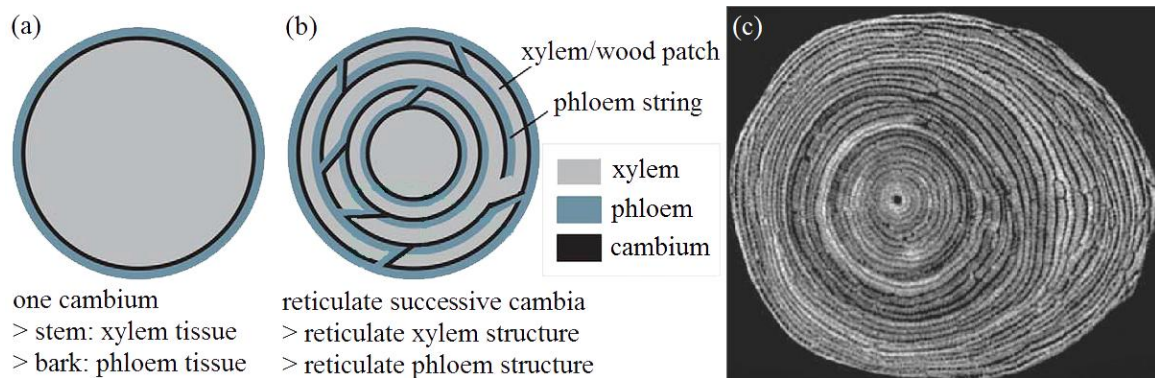 (a)
one cambium
> stem: xylem tissue
> bark: phloem tissue
(b)
xylem/wood patch
phloem string
xylem
phloem
cambium
reticulate successive cambia
> reticulate xylem structure
> reticulate phloem structure
(c)